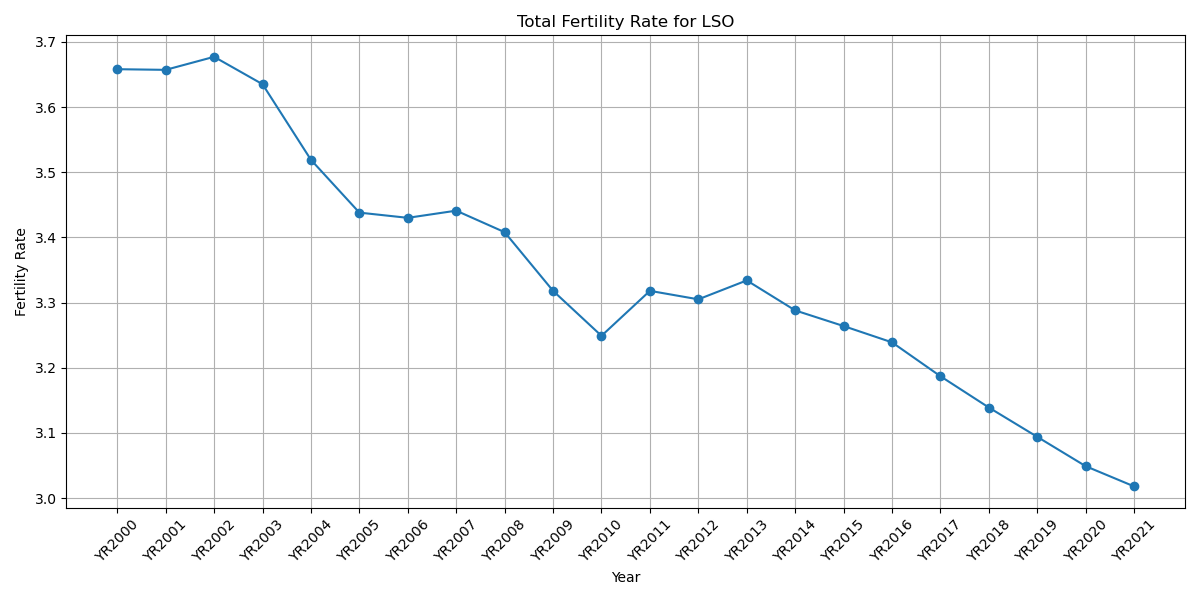 Total Fertility Rate for LSO
3.7
3.6
3.5
3.4
3.3
3.2
3.1
3.0
Fertility Rate
YR2000
YR2001
YR2002
YR2003
YR2004
YR2005
YR2006
YR2007
YR2008
YR2009
YR2010
YR2011
YR2012
YR2013
YR2014
YR2015
YR2016
YR2017
YR2018
YR2019
YR2020
YR2021
Year